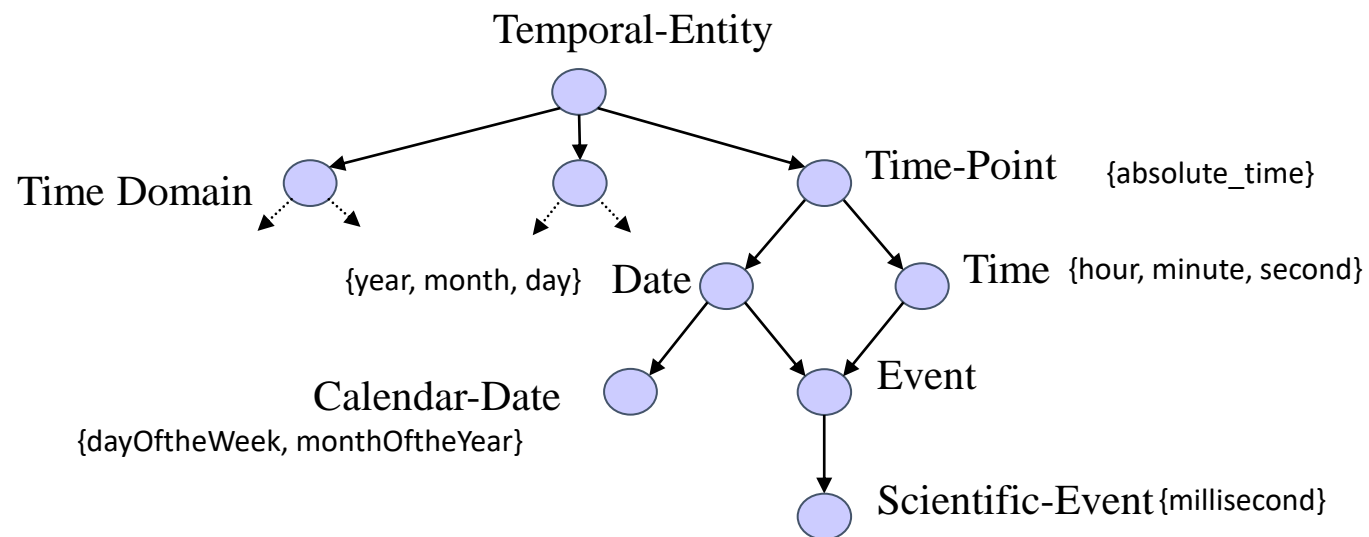 Temporal-Entity
Time Domain
Time-Point
{absolute_time}
{year, month, day}
Date
Time
{hour, minute, second}
Calendar-Date
{dayOftheWeek, monthOftheYear}
Event
Scientific-Event
{millisecond}